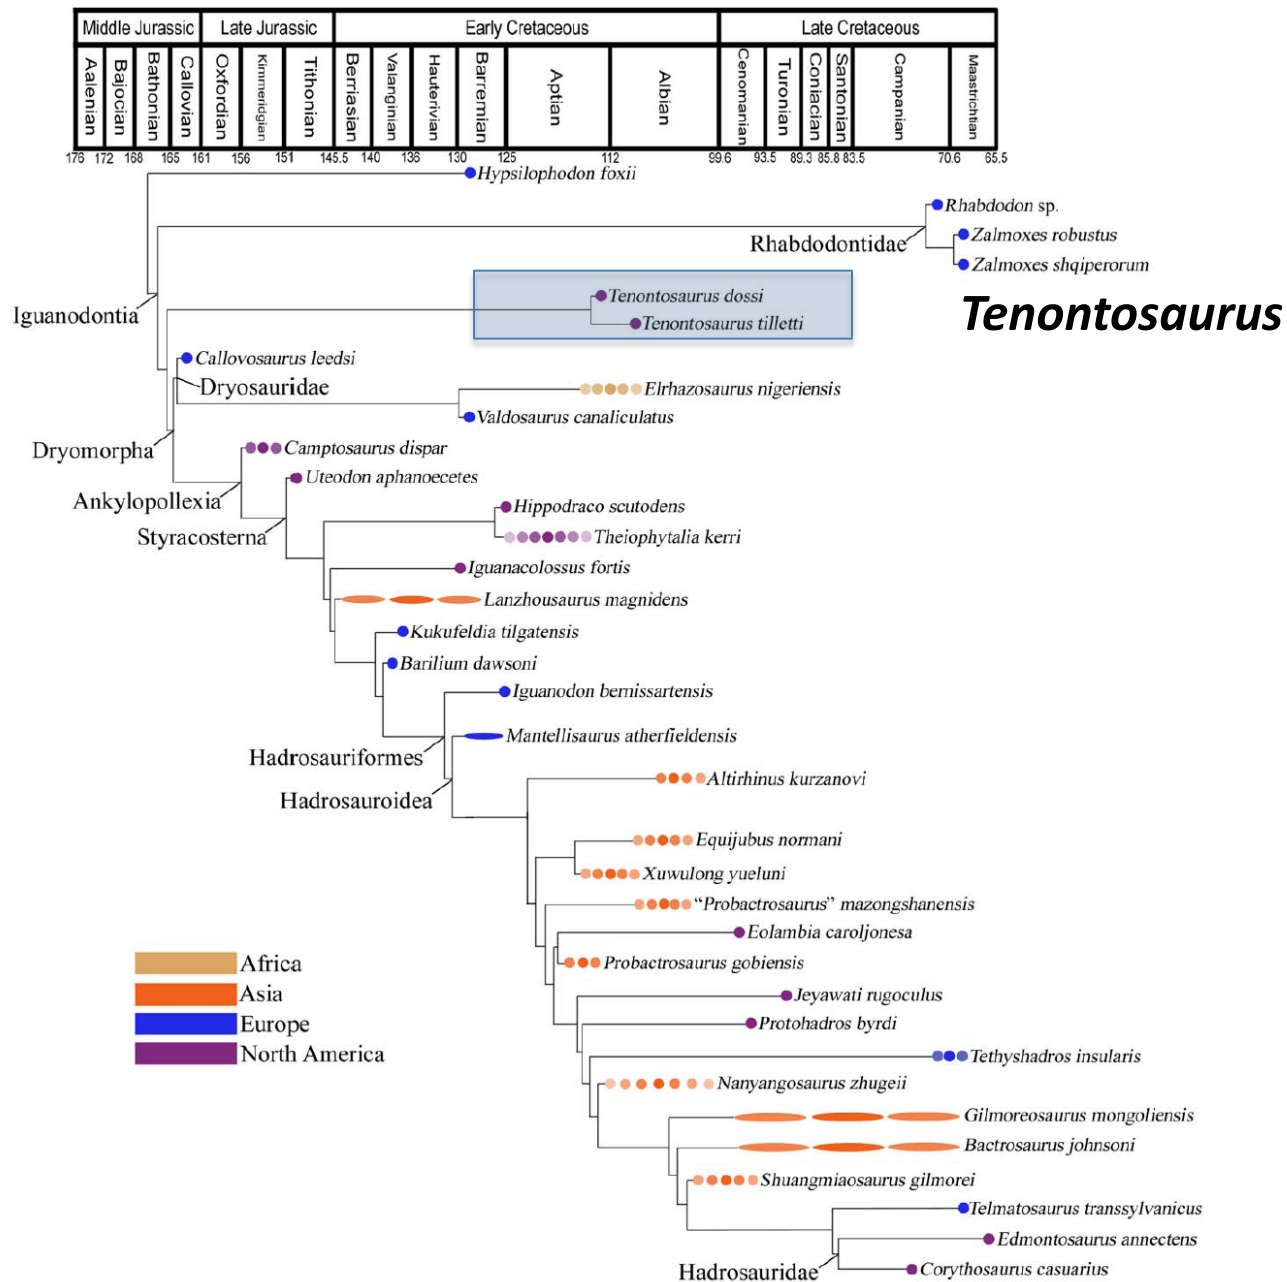 Middle Jurassic Late Jurassic Early Cretaceous Late Cretaceous
Aalenian Bajocian Bathonian Callovian Oxfordian Kimmeridgian Tithonian Berriasian Valanginian Hauterivian Barremian Aptian Albian Cenomanian Turonian Coniacian Santonian Campanian Maastrichtian
176 172 168 165 161 156 151 145.5 140 136 130 125 112 99.6 93.5 89.3 85.8 83.5 70.6 65.5
Hypsilophodon foxii
Rhabdodon sp.
Zalmoxes robustus
Rhabdodontidae
Zalmoxes shqiperorum
Tenontosaurus dossi
Iguanodontia
Tenontosaurus
Tenontosaurus tilletti
Callovosaurus leedsi
Dryosauridae
Elrhazosaurus nigeriensis
Valdosaurus canaliculatus
Dryomorpha
Camptosaurus dispar
Uteodon aphanoecetes
Ankylopollexia
Hippodraco scutodens
Styracosterna
Theiophytalia kerri
Iguanacolossus fortis
Lanzhousaurus magnidens
Kukufeldia tilgatensis
Barilium dawsoni
Iguanodon bernissartensis
Mantellisaurus atherfieldensis
Hadrosauriformes
Altirhinus kurzanovi
Hadrosauroidea
Equijubus normani
Xuwulong yueluni
“Probactrosaurus” mazongshanensis
Eolambia caroljonesa
Probactrosaurus gobiensis
Africa
Asia
Europe
North America
Jeyawati rugoculus
Protohadros byrdi
Tethyshadros insularis
Nanyangosaurus zhugeii
Gilmoreosaurus mongoliensis
Bactrosaurus johnsoni
Shuangmiaosaurus gilmorei
Telmatosaurus transsylvanicus
Edmontosaurus annectens
Hadrosauridae
Corythosaurus casuarius